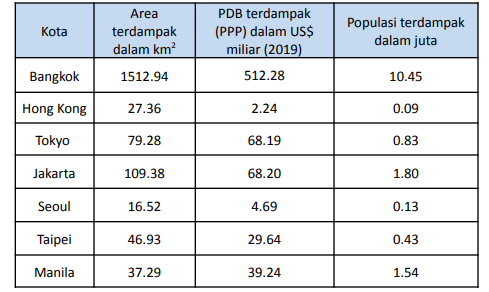 Kota
Area
terdampak
dalam km²
PDB terdampak
(PPP) dalam US$
miliar (2019)
Populasi terdampak
dalam juta
Bangkok 1512.94 512.28 10.45
Hong Kong 27.36 2.24 0.09
Tokyo 79.28 68.19 0.83
Jakarta 109.38 68.20 1.80
Seoul 16.52 4.69 0.13
Taipei 46.93 29.64 0.43
Manila 37.29 39.24 1.54